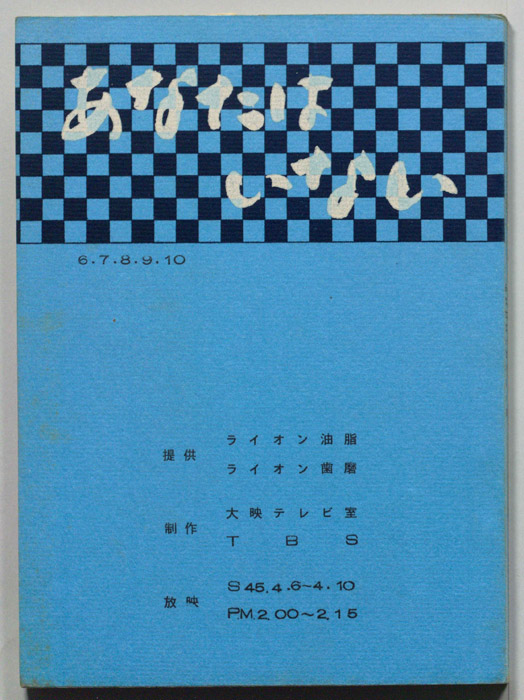 あなたは
いない
6.7.8.9.10
提供
ライオン油脂
ライオン歯磨
制作
大映テレビ室
TBS
放映
S45.4.6~4.10
PM2.00~2.15